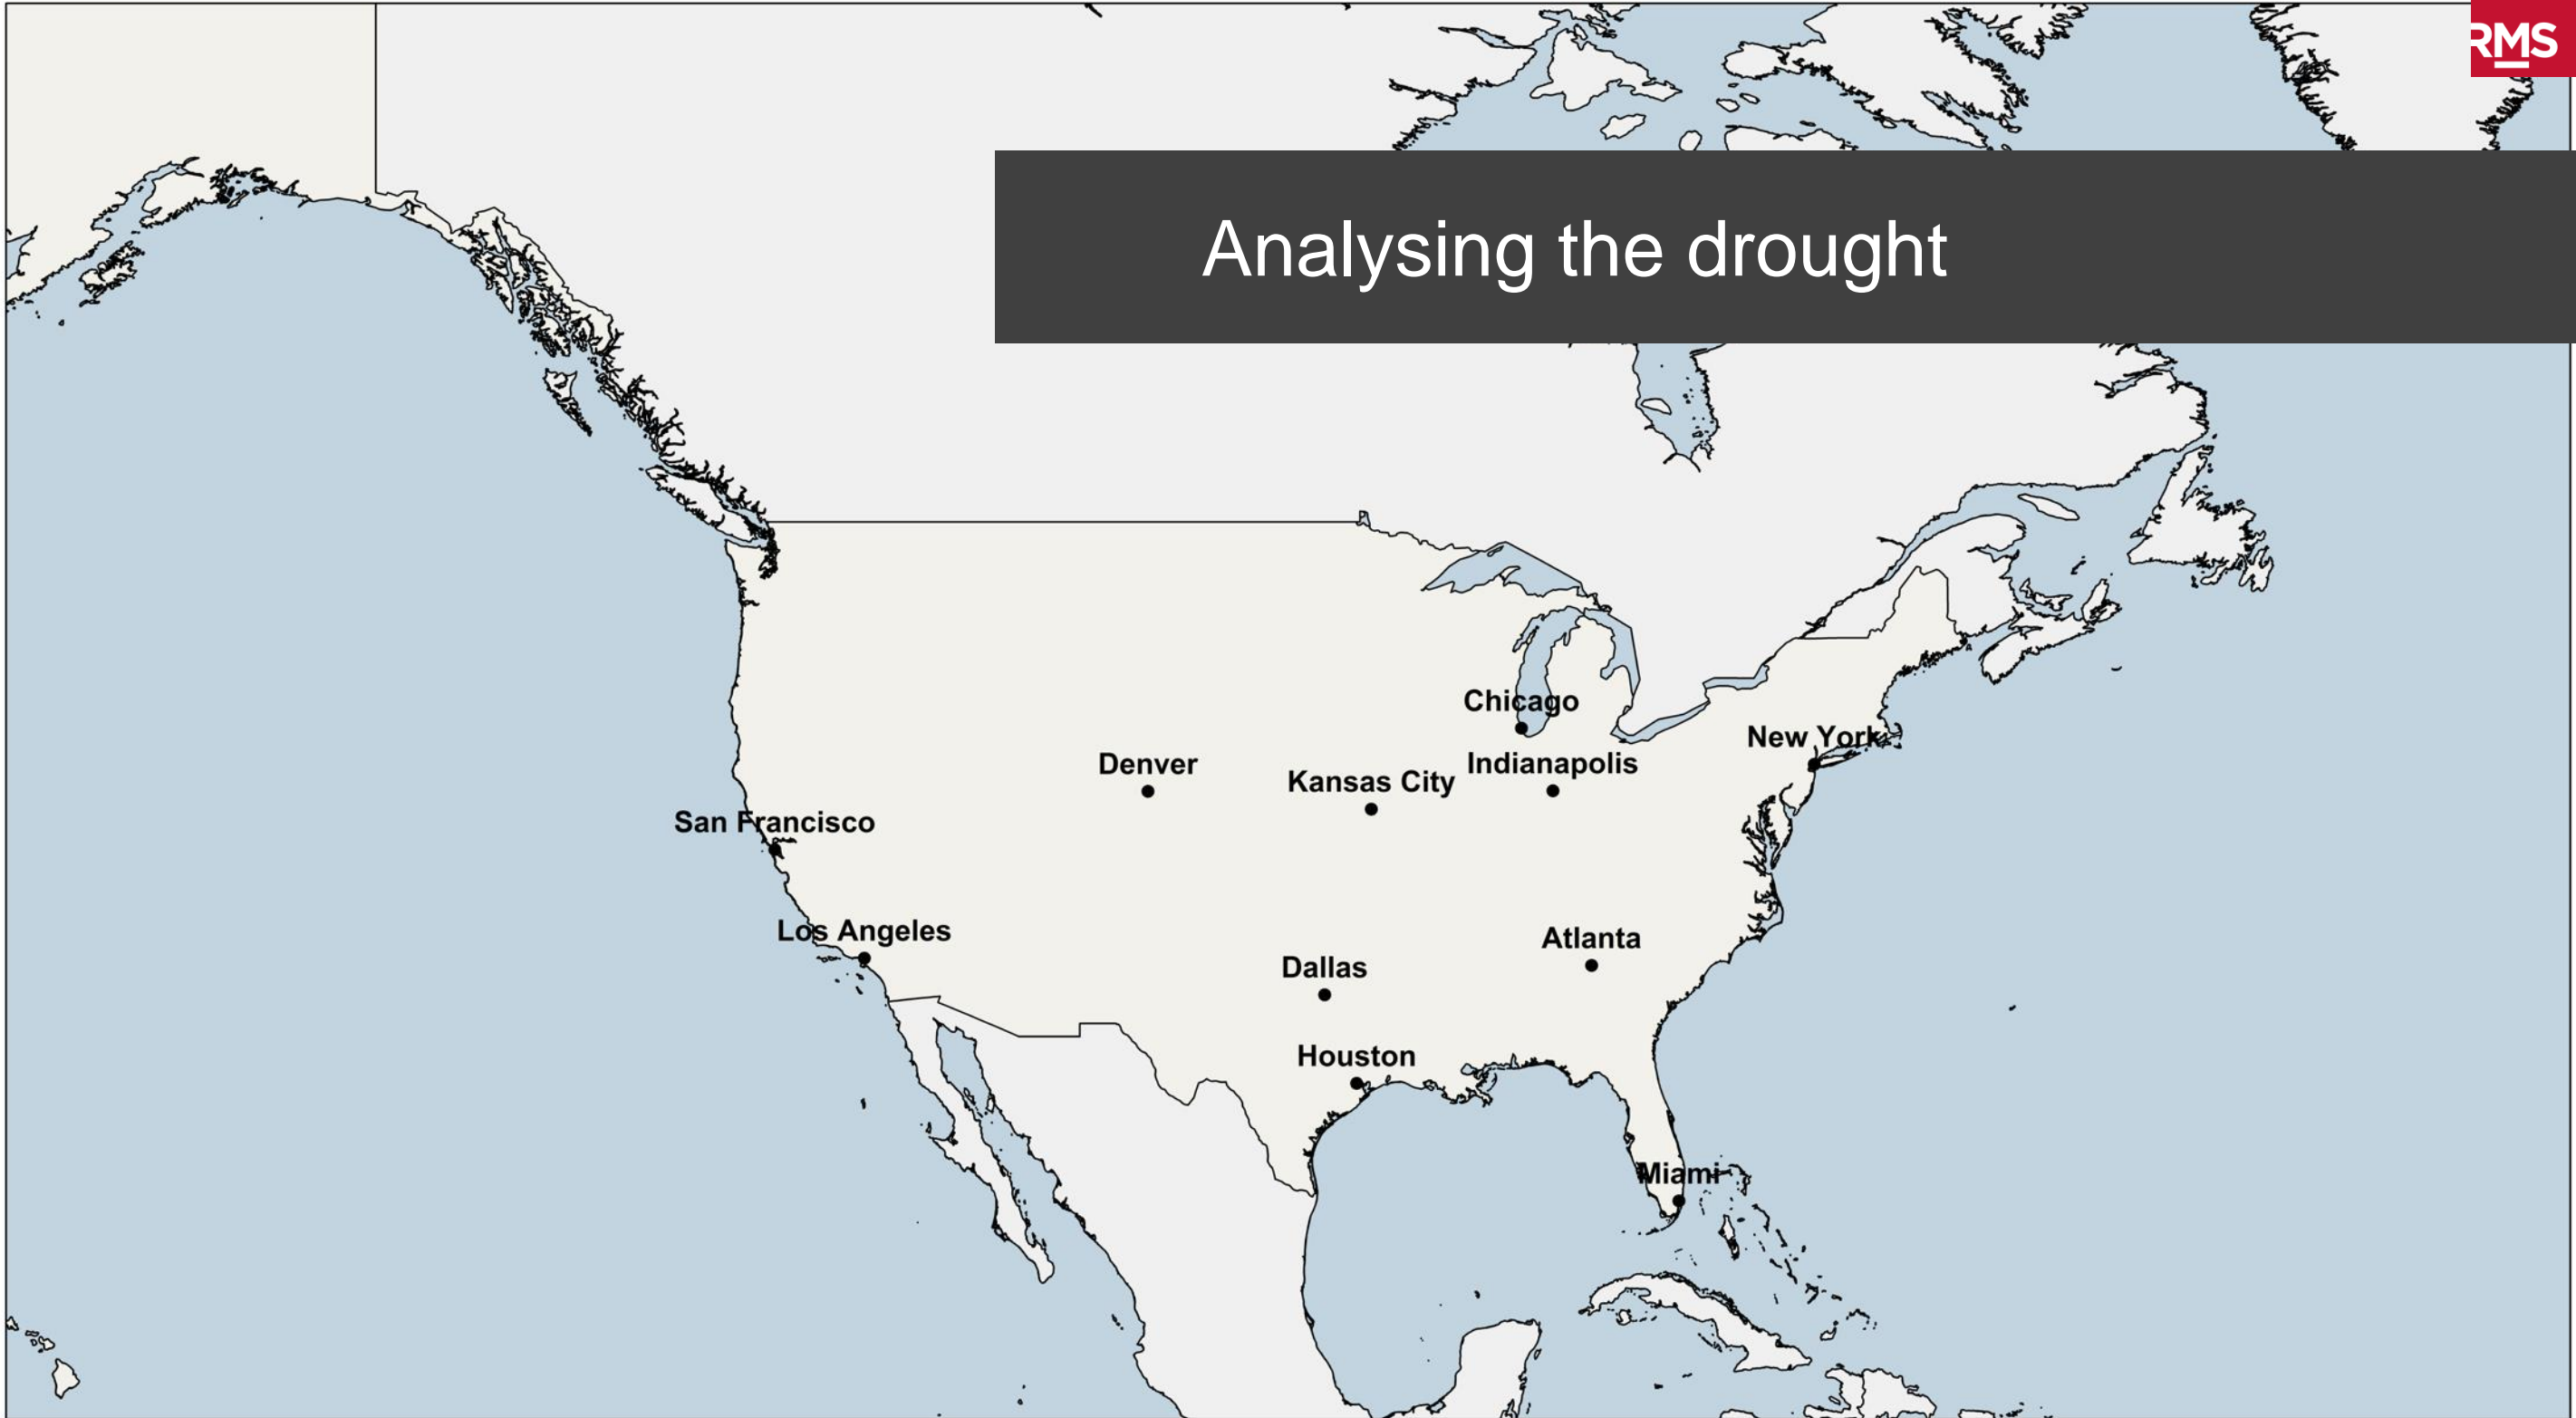 RMS
Analysing the drought
Chicago
New York
Denver
Indianapolis
Kansas City
San Francisco
Los Angeles
Atlanta
Dallas
Houston
Miami